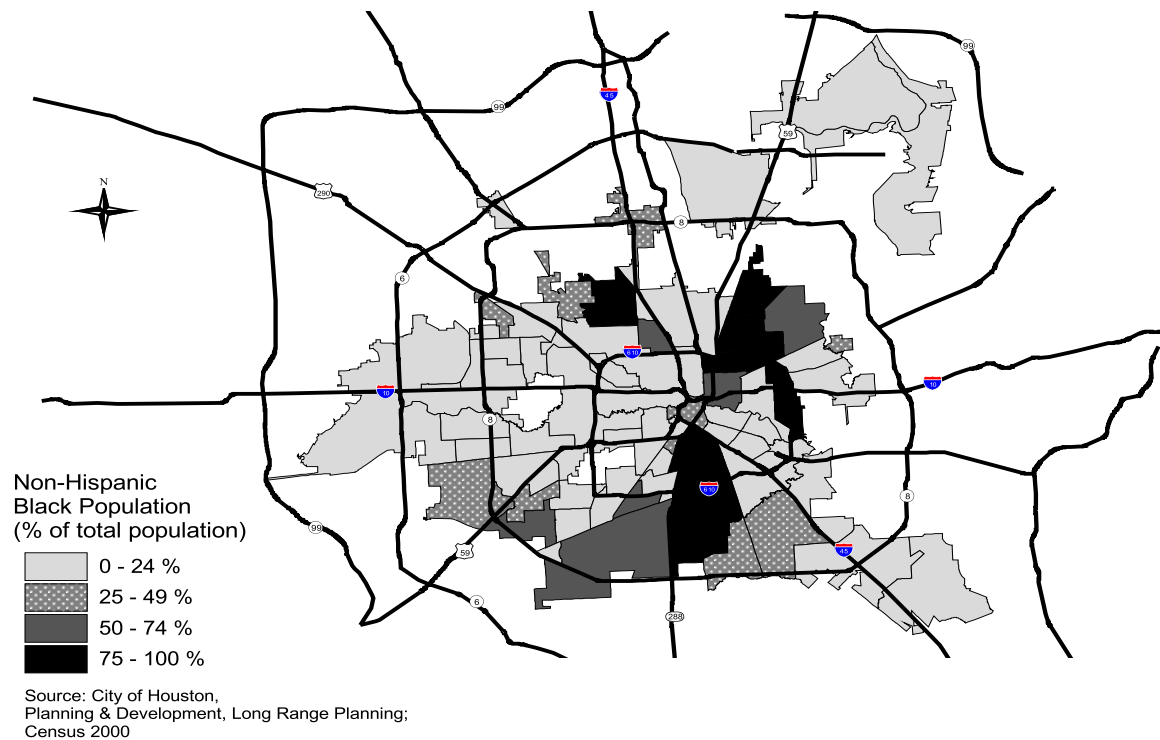 99
45
99
59
N
290
8
6
610
10
10
8
610
8
99
59
45
6
288
Non-Hispanic
Black Population
(% of total population)
0 - 24 %
25 - 49 %
50 - 74 %
75 - 100 %
Source: City of Houston,
Planning & Development, Long Range Planning;
Census 2000